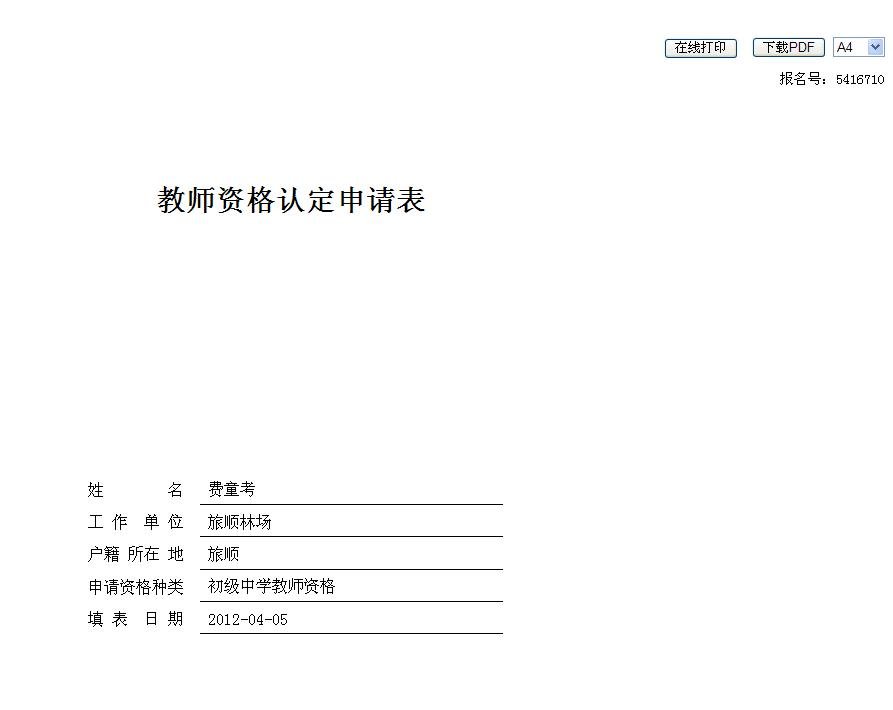 在线打印 下载PDF A4
报名号：5416710
教师资格认定申请表
姓 名 费童考
工 作 单 位 旅顺林场
户籍 所在 地 旅顺
申请资格种类 初级中学教师资格
填 表 日 期 2012-04-05